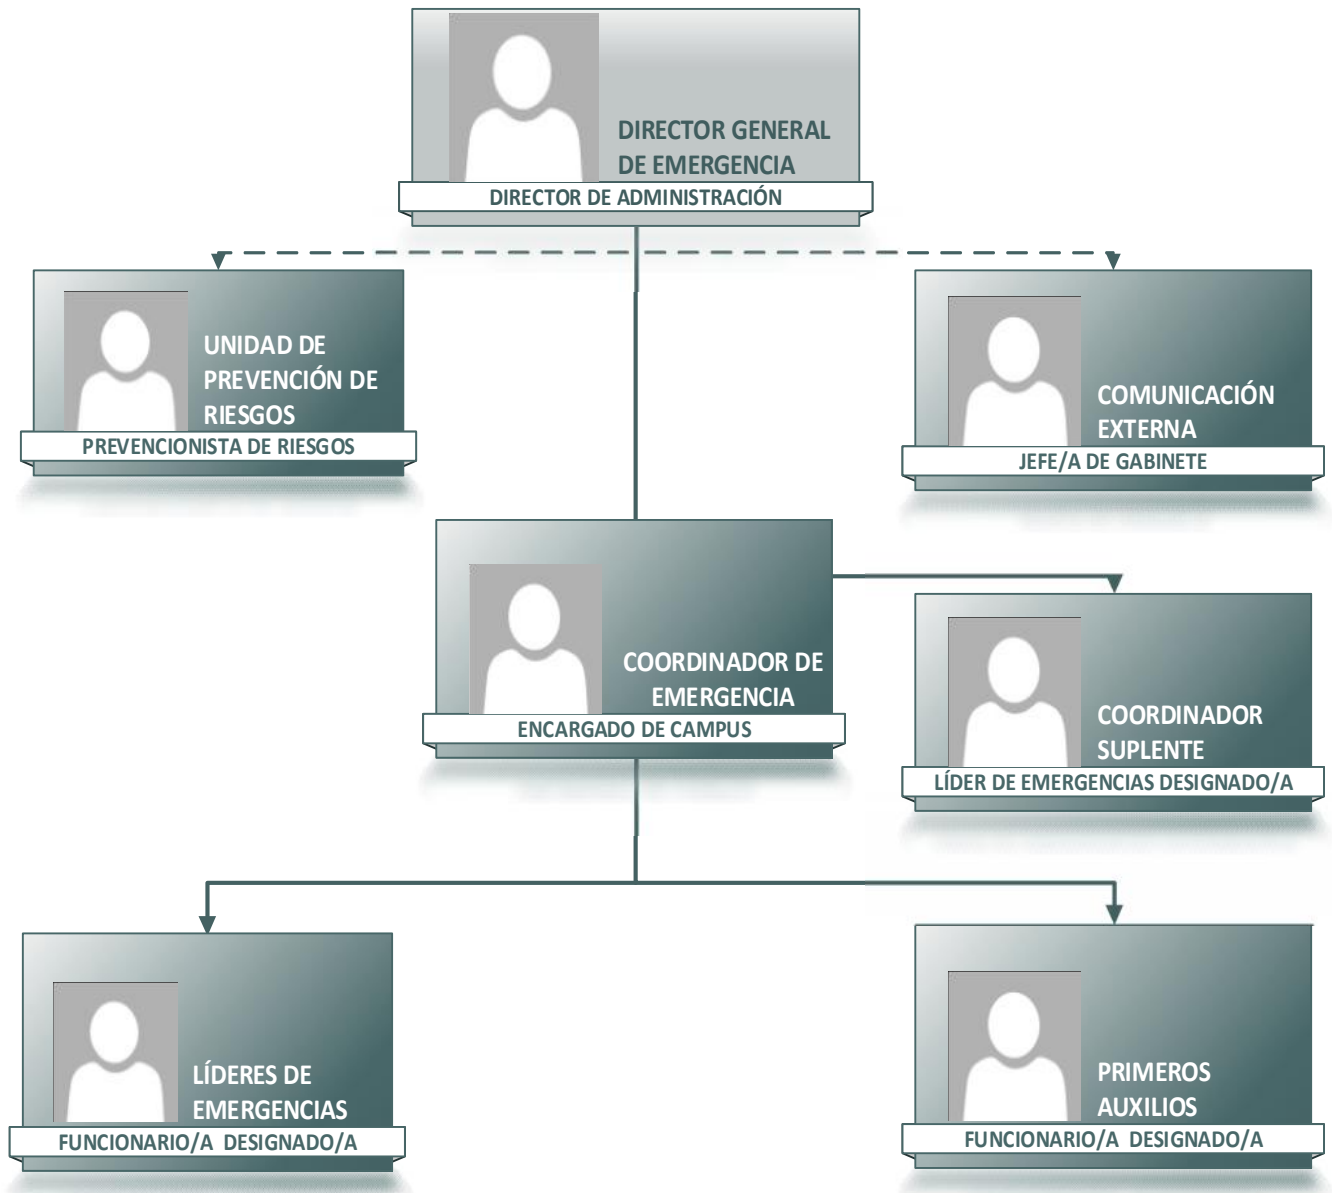 DIRECTOR GENERAL
DE EMERGENCIA
DIRECTOR DE ADMINISTRACIÓN
UNIDAD DE
PREVENCIÓN DE
RIESGOS
PREVENCIONISTA DE RIESGOS
COMUNICACIÓN
EXTERNA
JEFE/A DE GABINETE
COORDINADOR DE
EMERGENCIA
ENCARGADO DE CAMPUS
COORDINADOR
SUPLENTE
LÍDER DE EMERGENCIAS DESIGNADO/A
LÍDERES DE
EMERGENCIAS
FUNCIONARIO/A DESIGNADO/A
PRIMEROS
AUXILIOS
FUNCIONARIO/A DESIGNADO/A